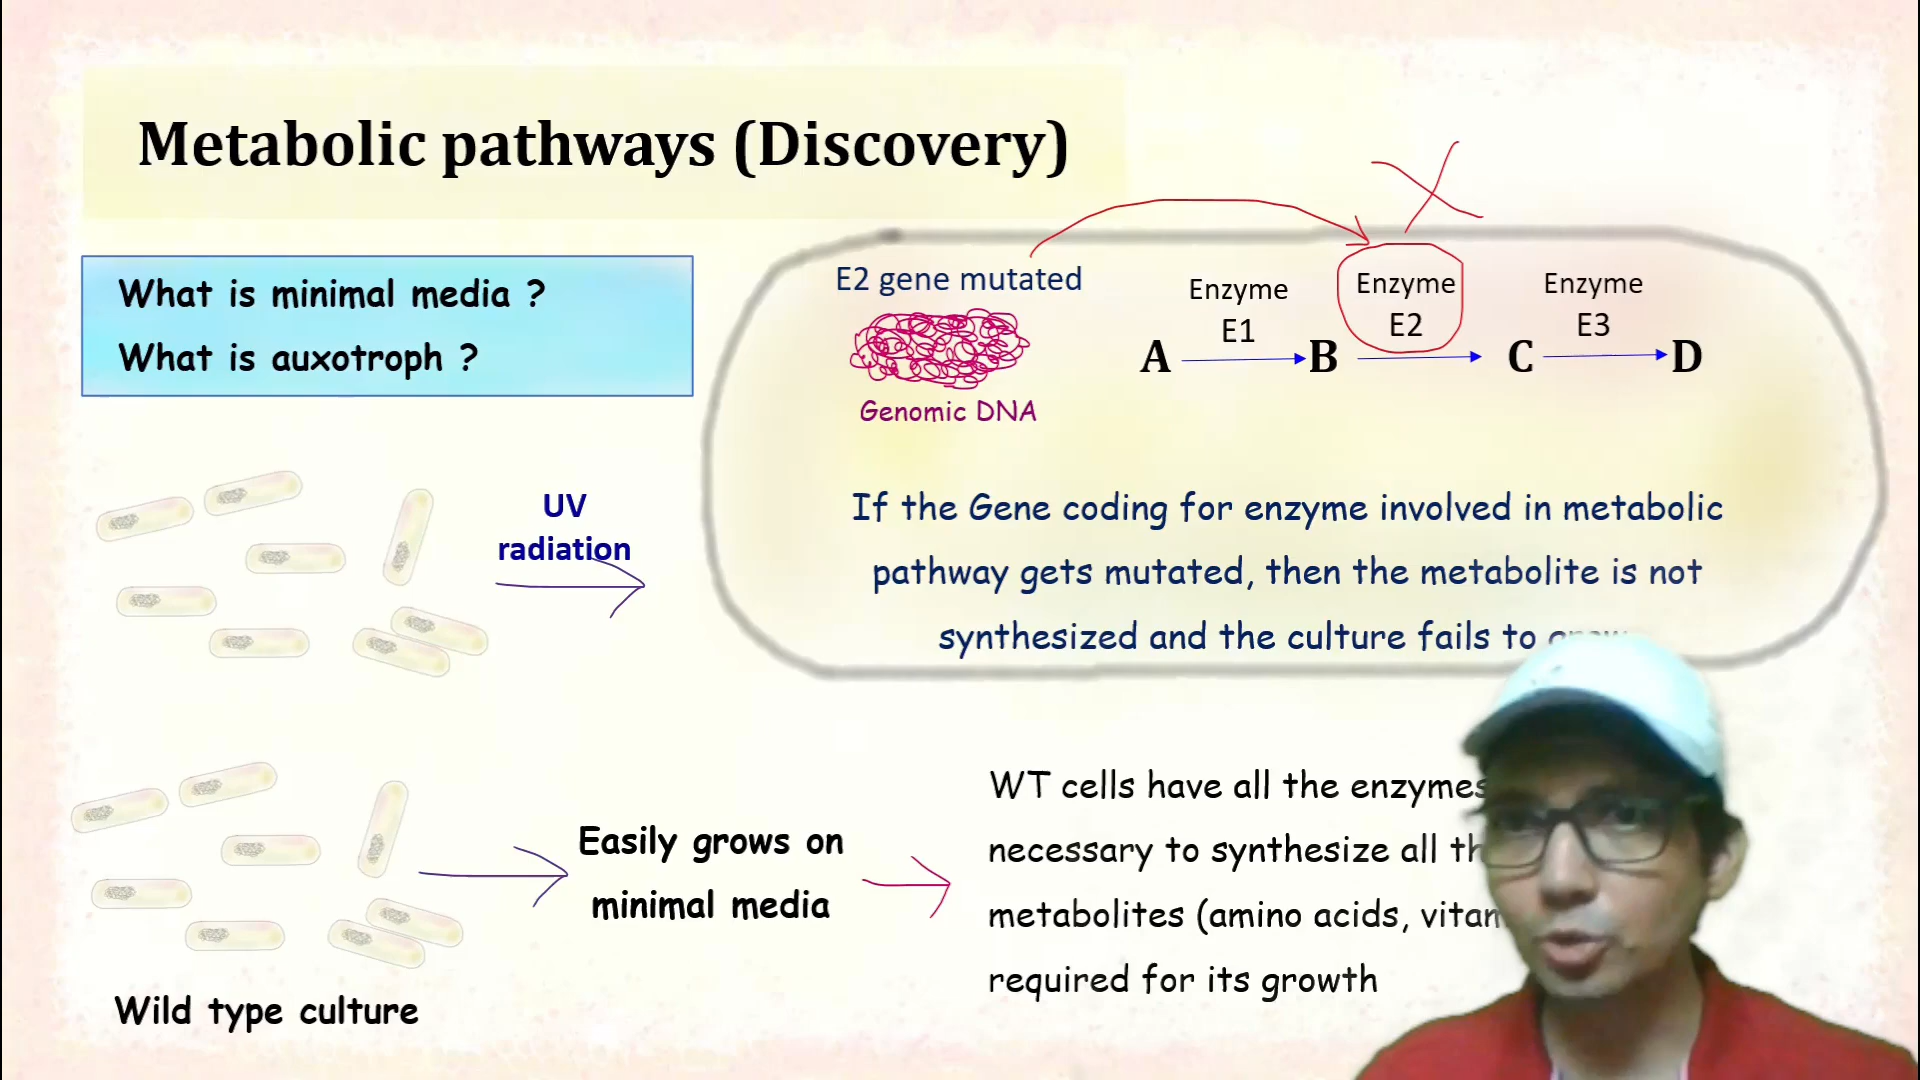 Metabolic pathways (Discovery)
What is minimal media ?
What is auxotroph ?
E2 gene mutated
Genomic DNA
Enzyme
E1
Enzyme
E2
Enzyme
E3
A B C D
If the Gene coding for enzyme involved in metabolic
pathway gets mutated, then the metabolite is not
synthesized and the culture fails to
UV
radiation
Easily grows on
minimal media
WT cells have all the enzymes
necessary to synthesize all
metabolites (amino acids,
required for its growth
Wild type culture